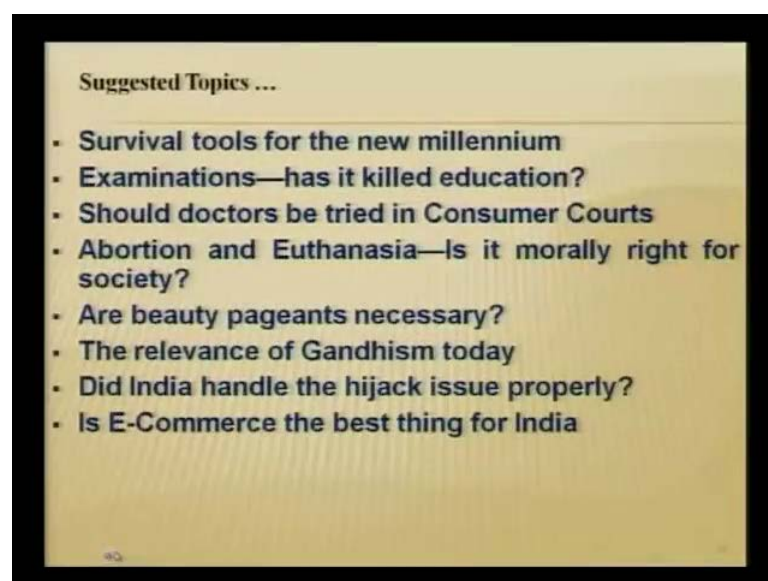 Suggested Topics ...
▪ Survival tools for the new millennium
▪ Examinations—has it killed education?
▪ Should doctors be tried in Consumer Courts
▪ Abortion and Euthanasia—Is it morally right for
society?
▪ Are beauty pageants necessary?
▪ The relevance of Gandhism today
▪ Did India handle the hijack issue properly?
▪ Is E-Commerce the best thing for India